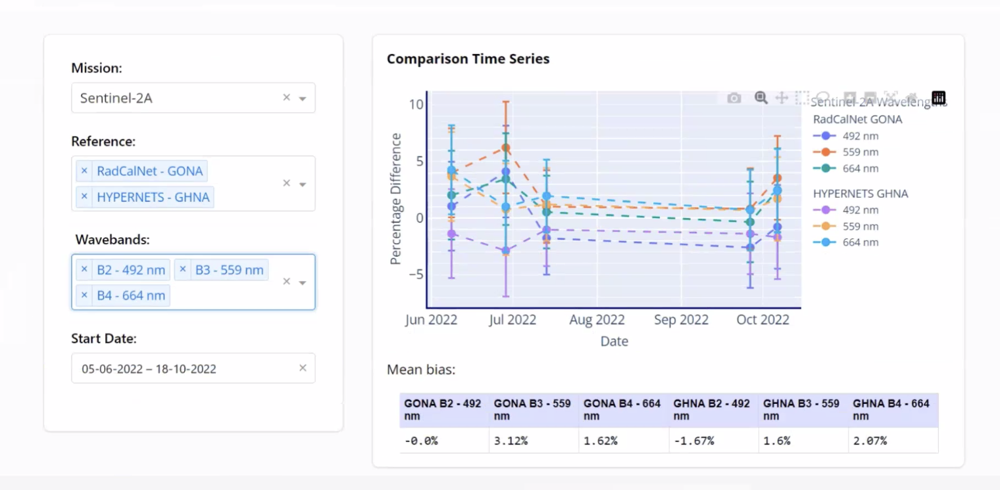 Mission:
Sentinel-2A
Reference:
× RadCalNet - GONA
× HYPERNETS - GHNA
Wavebands:
× B2 - 492 nm × B3 - 559 nm
× B4 - 664 nm
Start Date:
05-06-2022 – 18-10-2022
Comparison Time Series
10
5
0
−5
Percentage Difference
Jun 2022 Jul 2022 Aug 2022 Sep 2022 Oct 2022
Date
Sentinel-2A Wavelengths
RadCalNet GONA
492 nm
559 nm
664 nm
HYPERNETS GHNA
492 nm
559 nm
664 nm
Mean bias:
GONA B2 - 492 nm GONA B3 - 559 nm GONA B4 - 664 nm GHNA B2 - 492 nm GHNA B3 - 559 nm GHNA B4 - 664 nm
-0.0% 3.12% 1.62% -1.67% 1.6% 2.07%